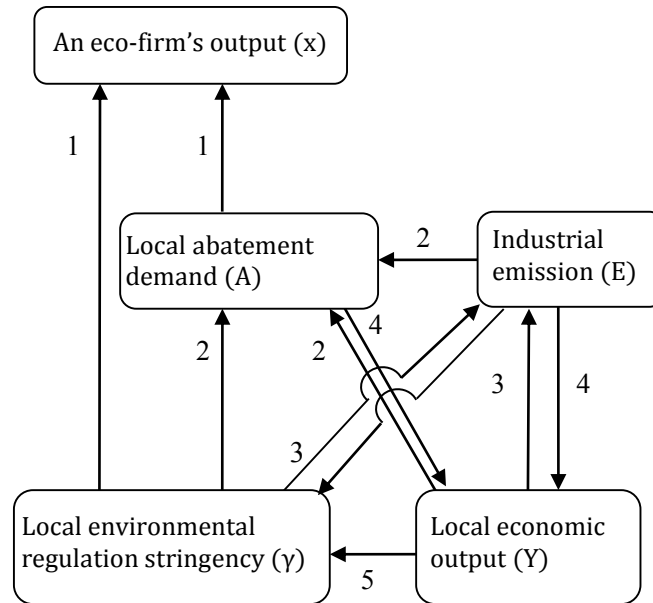 An eco-firm’s output (x)
1
1
Local abatement
demand (A)
2
Industrial
emission (E)
2
4
2
3
4
3
Local environmental
regulation stringency (γ)
5
Local economic
output (Y)